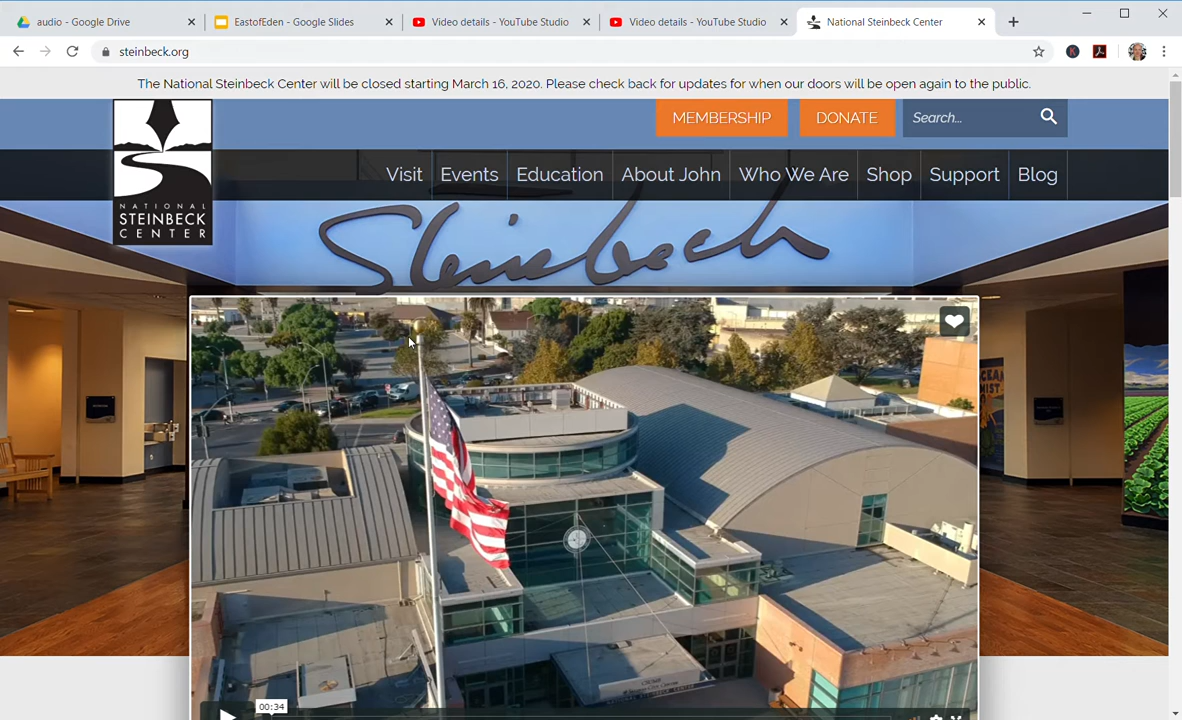 audio - Google Drive
EastofEden - Google Slides
Video details - YouTube Studio
Video details - YouTube Studio
National Steinbeck Center
steinbeck.org
The National Steinbeck Center will be closed starting March 16, 2020. Please check back for updates for when our doors will be open again to the public.
MEMBERSHIP
DONATE
Search...
NATIONAL
STEINBECK
CENTER
Visit
Events
Education
About John
Who We Are
Shop
Support
Blog
Steinbeck
00:34